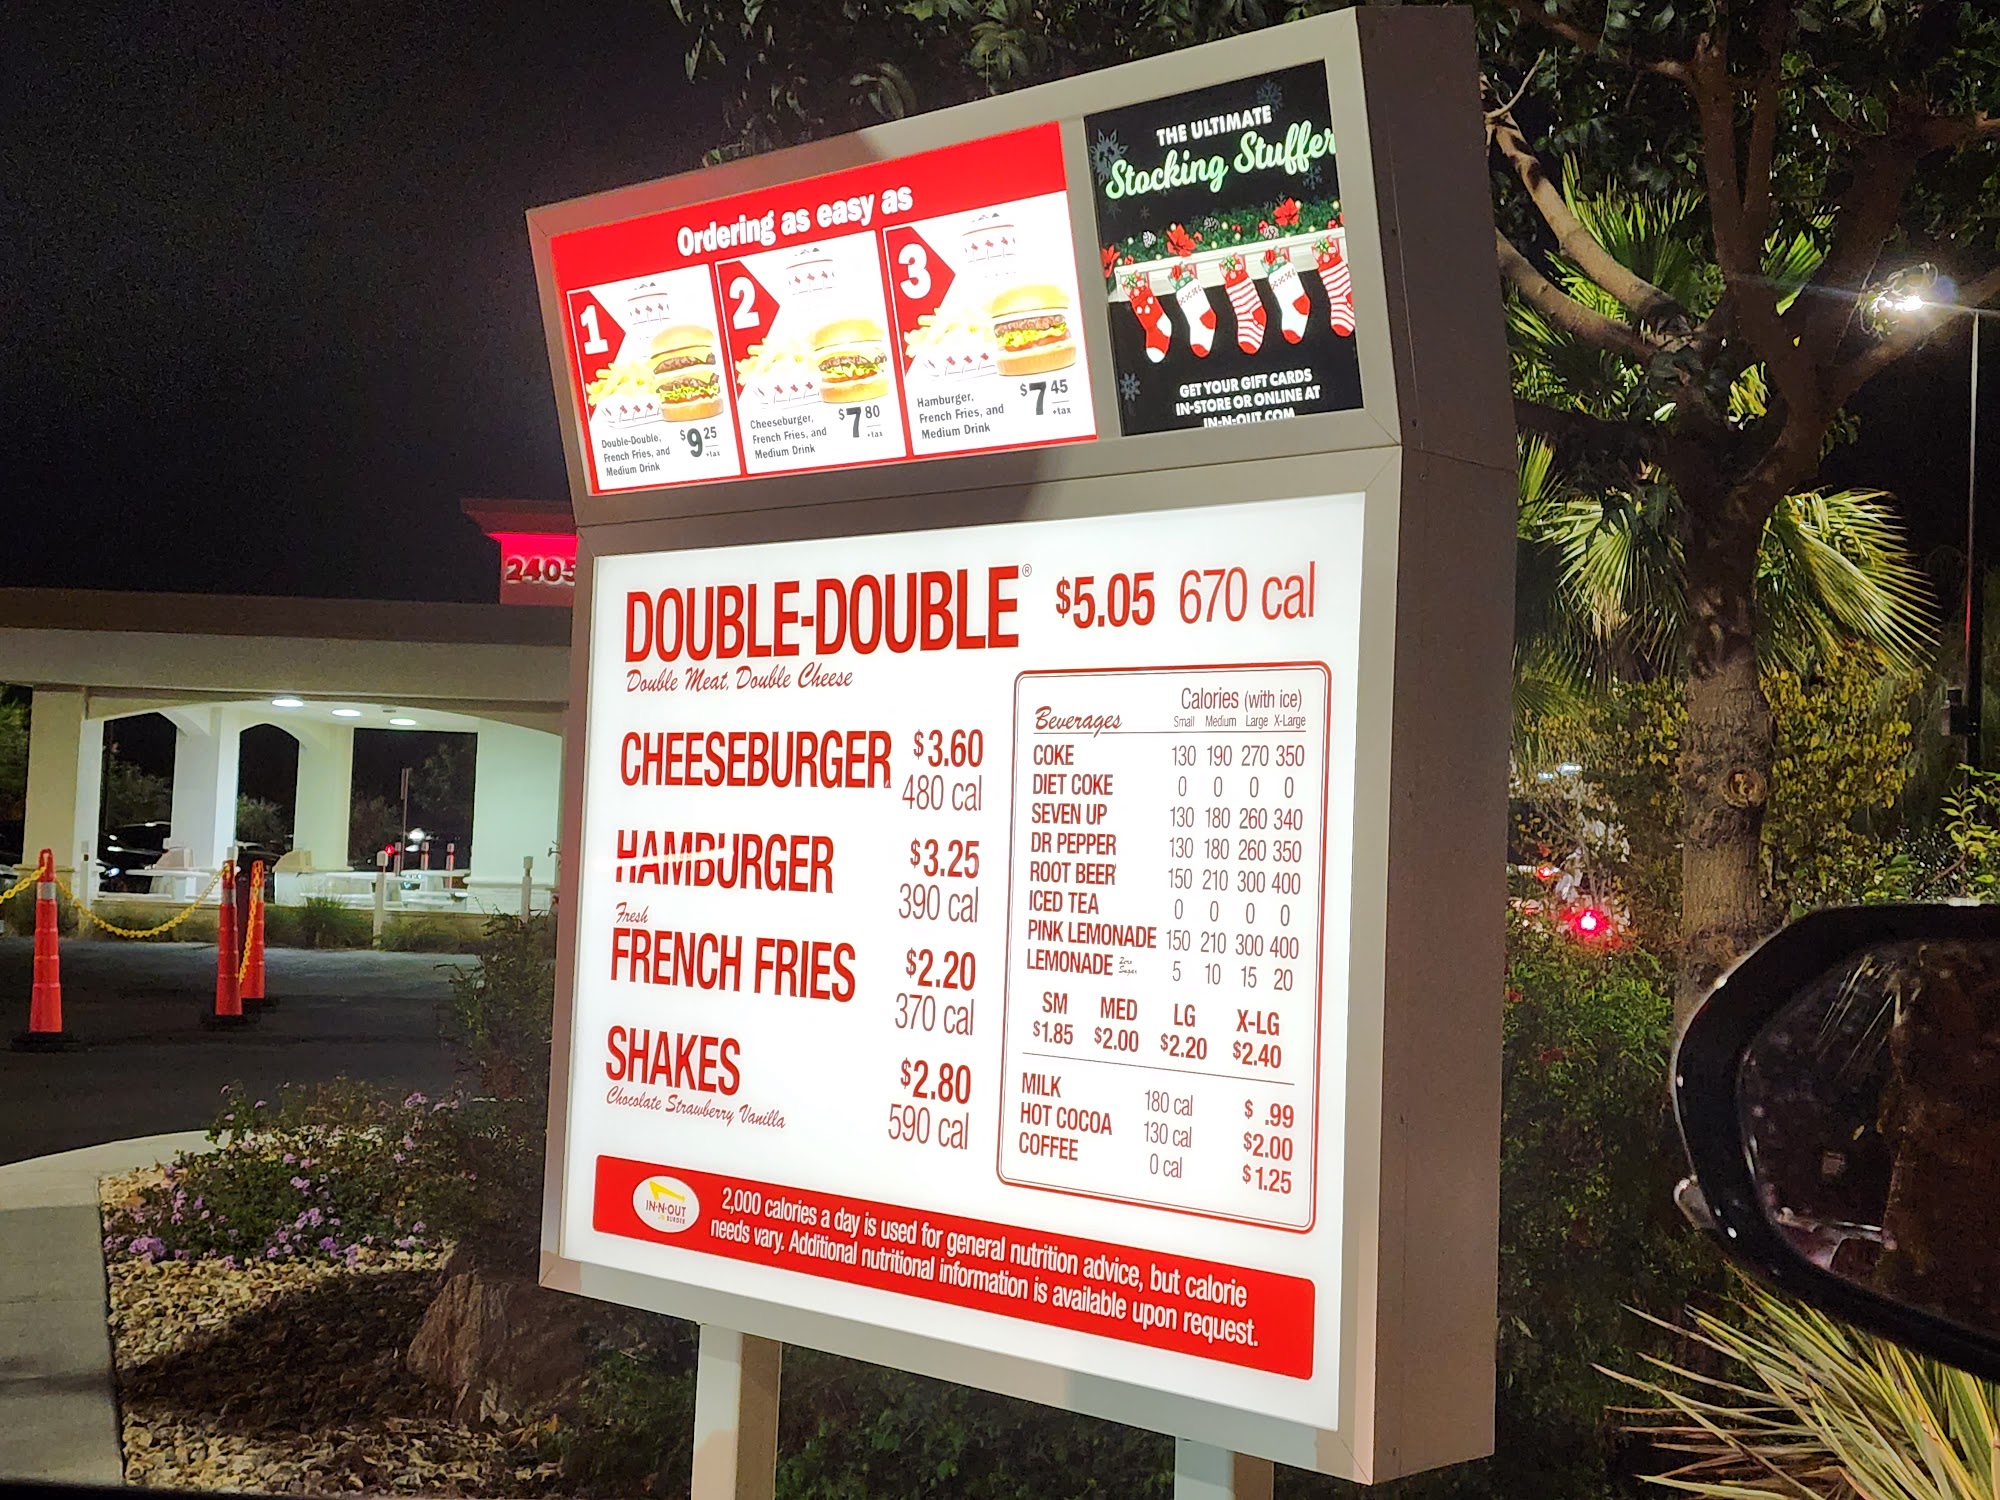 Ordering as easy as
1
Double-Double,
French Fries, and
Medium Drink
$9.25
+tax
2
Cheeseburger,
French Fries, and
Medium Drink
$7.80
+tax
3
Hamburger,
French Fries, and
Medium Drink
$7.45
+tax
THE ULTIMATE
Stocking Stuffer
GET YOUR GIFT CARDS
IN-STORE OR ONLINE AT
IN-N-OUT.COM
2405
DOUBLE-DOUBLE® $5.05 670 cal
Double Meat, Double Cheese
CHEESEBURGER $3.60
480 cal
HAMBURGER $3.25
390 cal
Fresh
FRENCH FRIES $2.20
370 cal
SHAKES $2.80
Chocolate Strawberry Vanilla 590 cal
Calories (with ice)
Beverages Small Medium Large X-Large
COKE 130 190 270 350
DIET COKE 0 0 0 0
SEVEN UP 130 180 260 340
DR PEPPER 130 180 260 350
ROOT BEER 150 210 300 400
ICED TEA 0 0 0 0
PINK LEMONADE 150 210 300 400
LEMONADE Zero Sugar 5 10 15 20
SM MED LG X-LG
$1.85 $2.00 $2.20 $2.40
MILK 180 cal $ .99
HOT COCOA 130 cal $2.00
COFFEE 0 cal $1.25
IN-N-OUT
BURGER
2,000 calories a day is used for general nutrition advice, but calorie
needs vary. Additional nutritional information is available upon request.